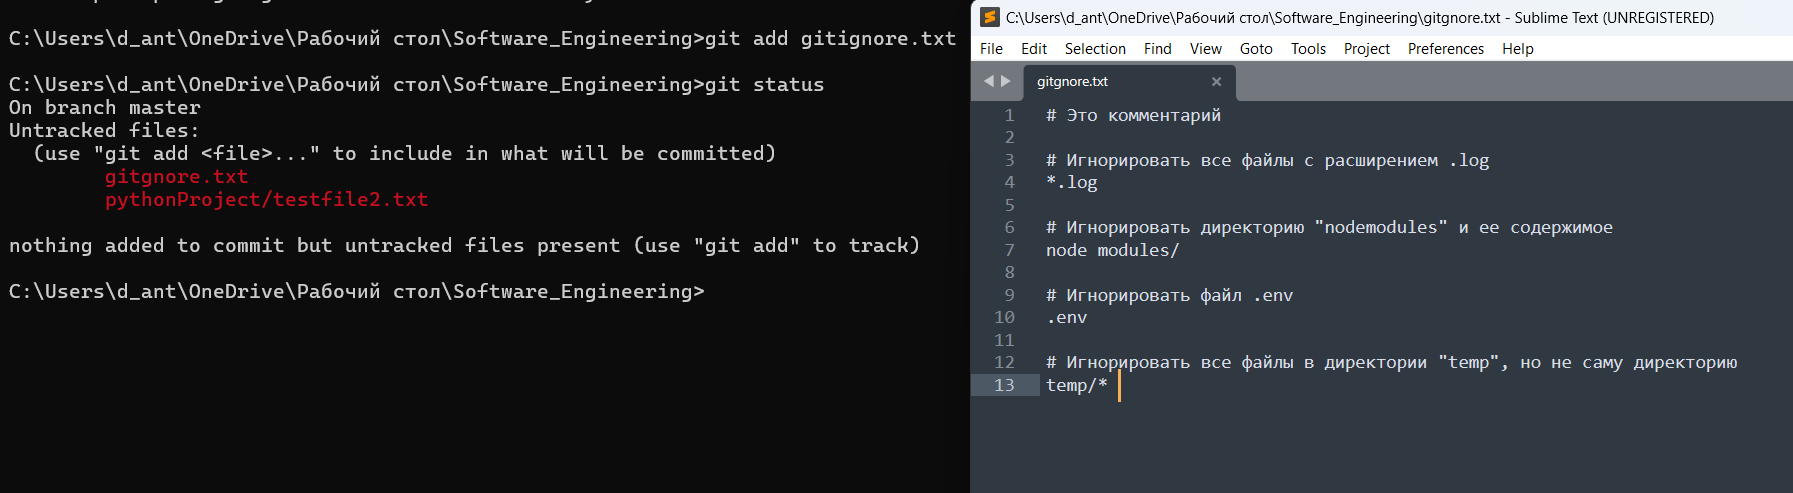 C:\Users\d_ant\OneDrive\Рабочий стол\Software_Engineering>git add gitignore.txt
C:\Users\d_ant\OneDrive\Рабочий стол\Software_Engineering>git status
On branch master
Untracked files:
(use "git add <file>..." to include in what will be committed)
gitgnore.txt
pythonProject/testfile2.txt
nothing added to commit but untracked files present (use "git add" to track)
C:\Users\d_ant\OneDrive\Рабочий стол\Software_Engineering>
C:\Users\d_ant\OneDrive\Рабочий стол\Software_Engineering\gitgnore.txt - Sublime Text (UNREGISTERED)
File Edit Selection Find View Goto Tools Project Preferences Help
gitgnore.txt
1 # Это комментарий
2
3 # Игнорировать все файлы с расширением .log
4 *.log
5
6 # Игнорировать директорию "nodemodules" и ее содержимое
7 node modules/
8
9 # Игнорировать файл .env
10 .env
11
12 # Игнорировать все файлы в директории "temp", но не саму директорию
13 temp/*